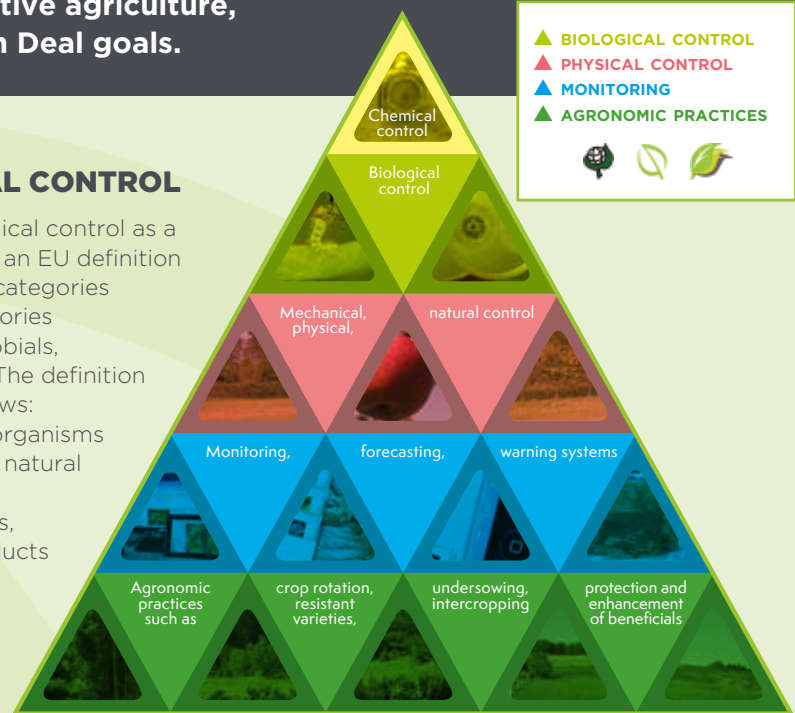 tive agriculture,
n Deal goals.
BIOLOGICAL CONTROL
PHYSICAL CONTROL
MONITORING
AGRONOMIC PRACTICES
AL CONTROL
ical control as a
an EU definition
categories
ories
obials,
The definition
ws:
organisms
natural
s,
ducts
Chemical
control
Biological
control
Mechanical,
physical,
natural control
Monitoring,
forecasting,
warning systems
Agronomic
practices
such as
crop rotation,
resistant
varieties,
undersowing,
intercropping
protection and
enhancement
of beneficials